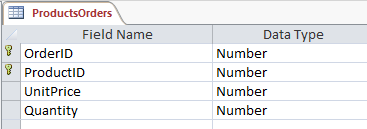 ProductsOrders
Field Name Data Type
OrderID Number
ProductID Number
UnitPrice Number
Quantity Number